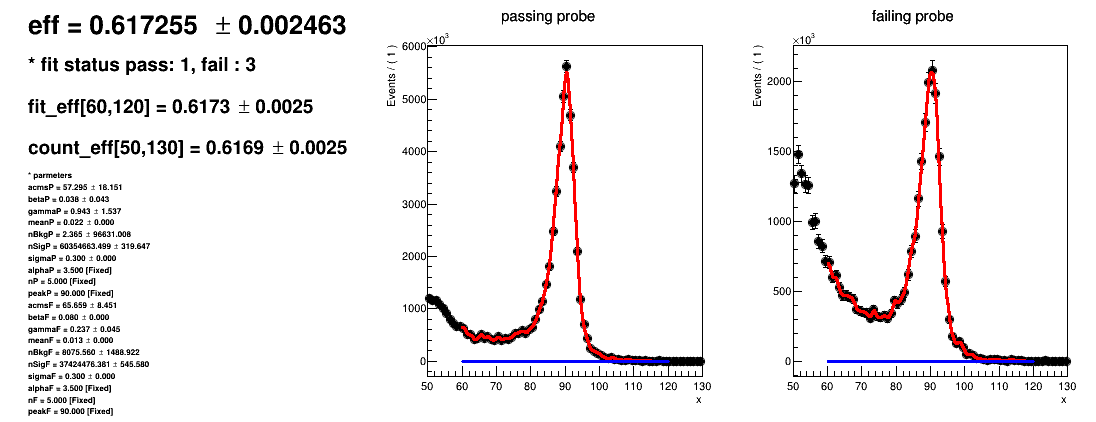 eff = 0.617255 ± 0.002463
* fit status pass: 1, fail : 3
fit_eff[60,120] = 0.6173 ± 0.0025
count_eff[50,130] = 0.6169 ± 0.0025
* parmeters
acmsP = 57.295 ± 18.151
betaP = 0.038 ± 0.043
gammaP = 0.943 ± 1.537
meanP = 0.022 ± 0.000
nBkgP = 2.365 ± 96631.008
nSigP = 60354663.499 ± 319.647
sigmaP = 0.300 ± 0.000
alphaP = 3.500 [Fixed]
nP = 5.000 [Fixed]
peakP = 90.000 [Fixed]
acmsF = 65.659 ± 8.451
betaF = 0.080 ± 0.000
gammaF = 0.237 ± 0.045
meanF = 0.013 ± 0.000
nBkgF = 8075.560 ± 1488.922
nSigF = 37424476.381 ± 545.580
sigmaF = 0.300 ± 0.000
alphaF = 3.500 [Fixed]
nF = 5.000 [Fixed]
peakF = 90.000 [Fixed]
passing probe
×10³
Events / ( 1 )
6000
5000
4000
3000
2000
1000
0
50 60 70 80 90 100 110 120 130
x
failing probe
×10³
Events / ( 1 )
2000
1500
1000
500
0
50 60 70 80 90 100 110 120 130
x